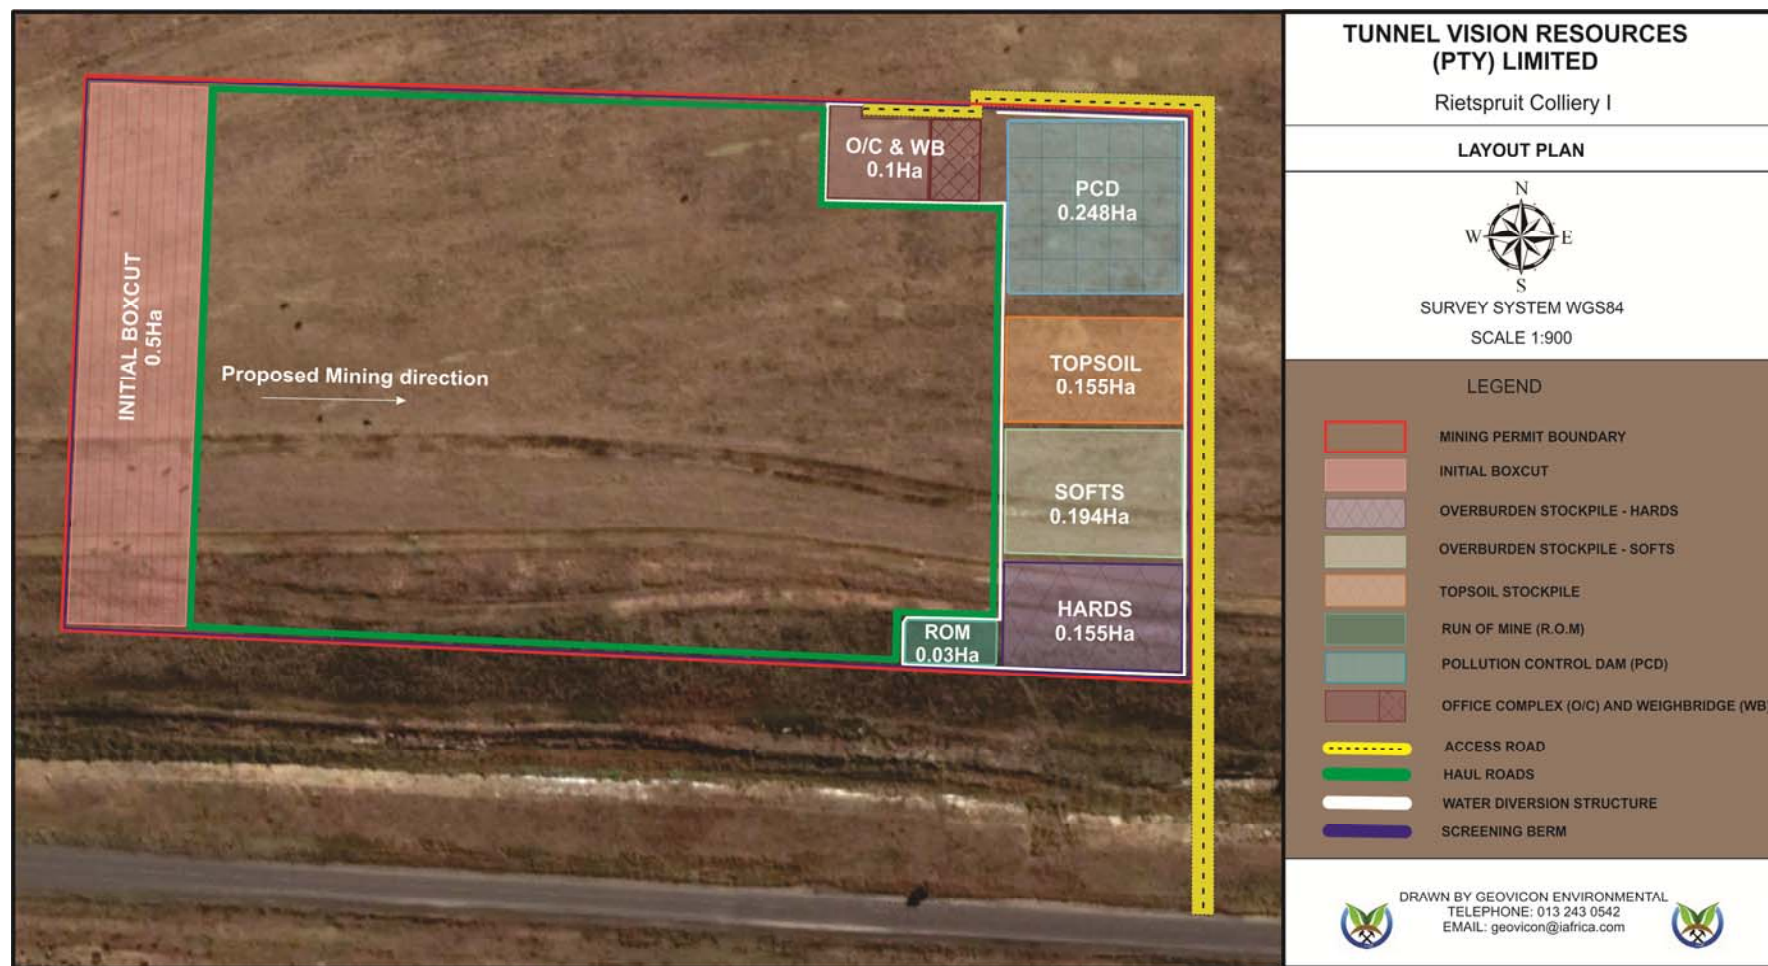 INITIAL BOXCUT
0.5Ha
Proposed Mining direction
O/C & WB
0.1Ha
PCD
0.248Ha
TOPSOIL
0.155Ha
SOFTS
0.194Ha
HARDS
0.155Ha
ROM
0.03Ha
TUNNEL VISION RESOURCES
(PTY) LIMITED
Rietspruit Colliery I
LAYOUT PLAN
N
W E
S
SURVEY SYSTEM WGS84
SCALE 1:900
LEGEND
MINING PERMIT BOUNDARY
INITIAL BOXCUT
OVERBURDEN STOCKPILE - HARDS
OVERBURDEN STOCKPILE - SOFTS
TOPSOIL STOCKPILE
RUN OF MINE (R.O.M)
POLLUTION CONTROL DAM (PCD)
OFFICE COMPLEX (O/C) AND WEIGHBRIDGE (WB)
ACCESS ROAD
HAUL ROADS
WATER DIVERSION STRUCTURE
SCREENING BERM
DRAWN BY GEOVICON ENVIRONMENTAL
TELEPHONE: 013 243 0542
EMAIL: geovicon@iafrica.com